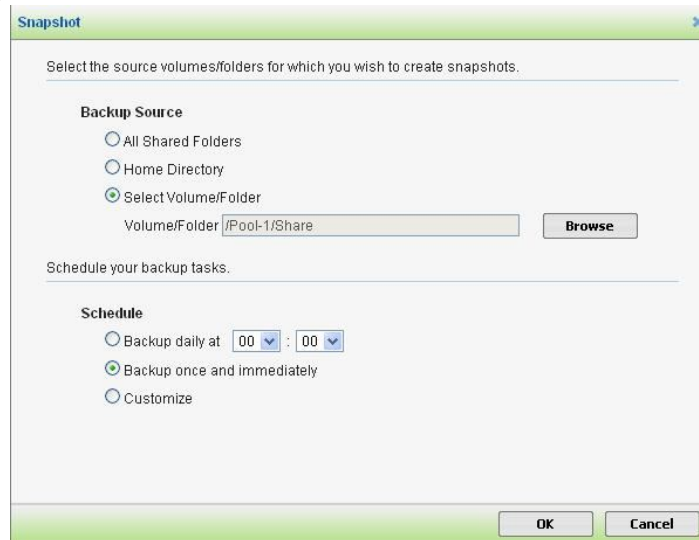 Snapshot
Select the source volumes/folders for which you wish to create snapshots.
Backup Source
All Shared Folders
Home Directory
Select Volume/Folder
Volume/Folder /Pool-1/Share Browse
Schedule your backup tasks.
Schedule
Backup daily at 00 : 00
Backup once and immediately
Customize
OK Cancel